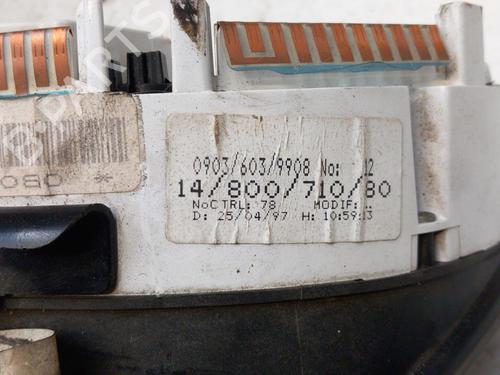 0903/603/9908 No: 12
14/800/710/80
NoCTRL: 78 MODIF: ..
D: 25/04/97 H: 10:59:13